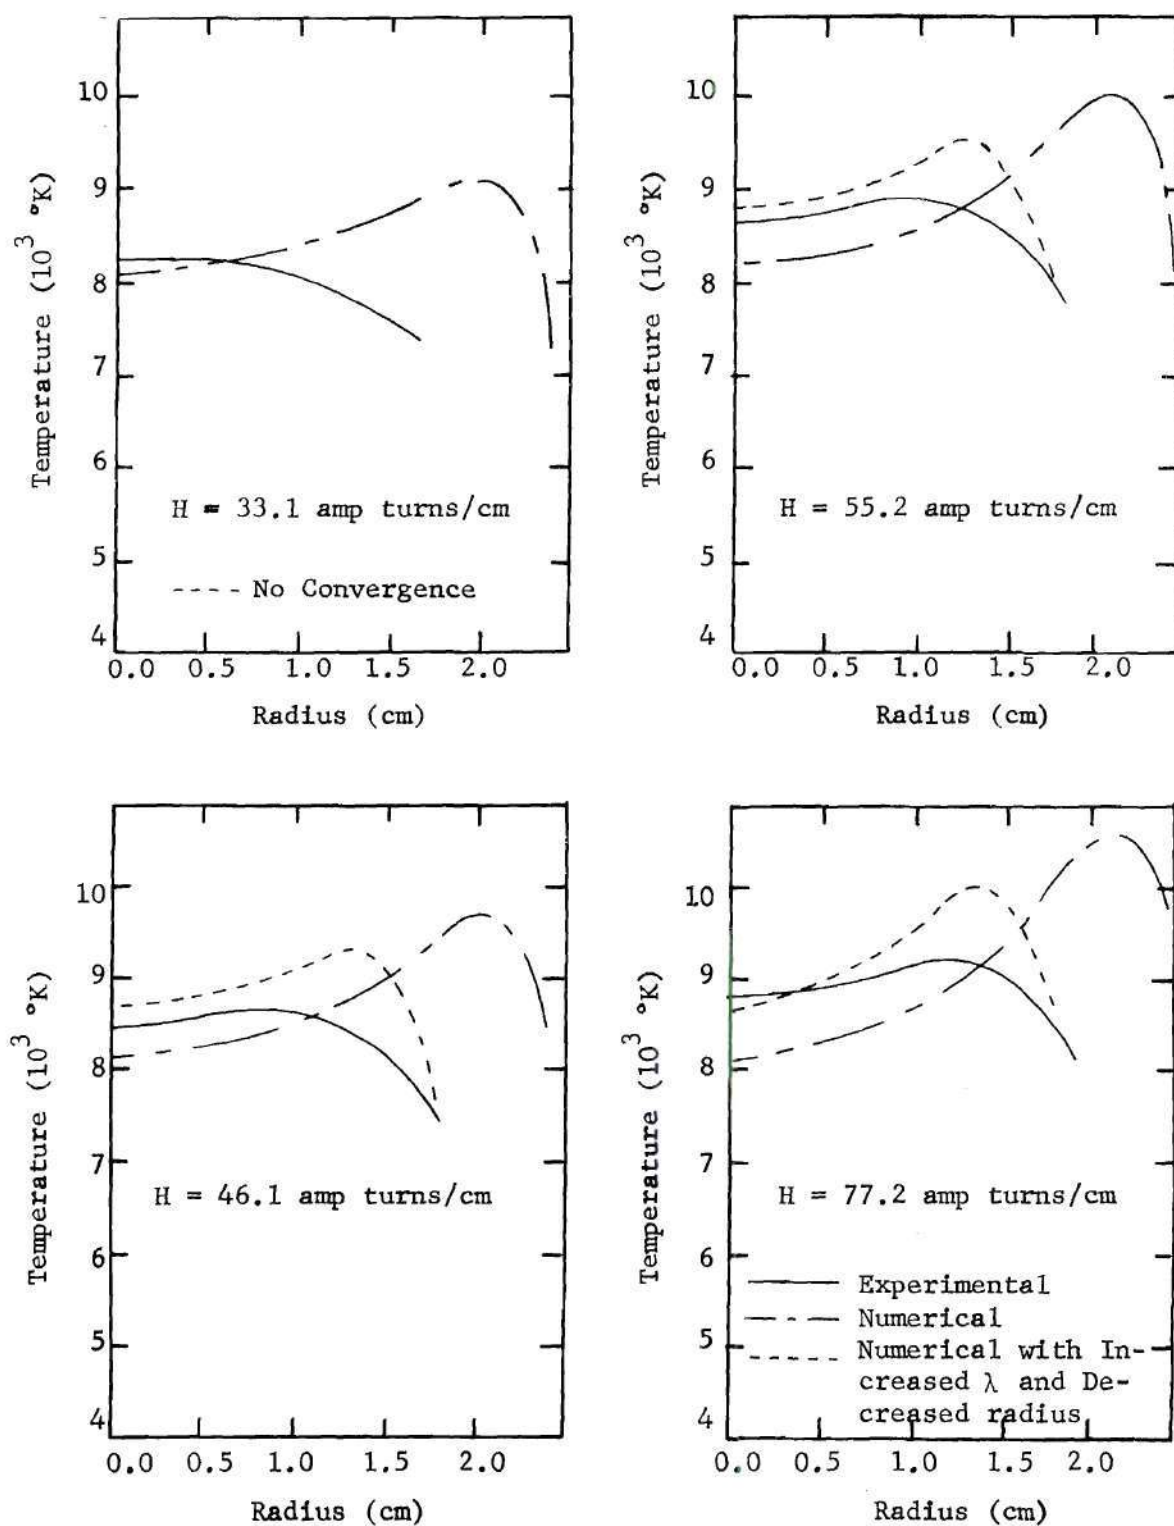 10
9
8
7
6
5
4
Temperature (10³ °K)
H = 33.1 amp turns/cm
---- No Convergence
0.0 0.5 1.0 1.5 2.0
Radius (cm)
10
9
8
7
6
5
4
Temperature (10³ °K)
H = 55.2 amp turns/cm
0.0 0.5 1.0 1.5 2.0
Radius (cm)
10
9
8
7
6
5
4
Temperature (10³ °K)
H = 46.1 amp turns/cm
0.0 0.5 1.0 1.5 2.0
Radius (cm)
10
9
8
7
6
5
4
Temperature (10³ °K)
H = 77.2 amp turns/cm
Experimental
Numerical
Numerical with In-
creased λ and De-
creased radius
0.0 0.5 1.0 1.5 2.0
Radius (cm)